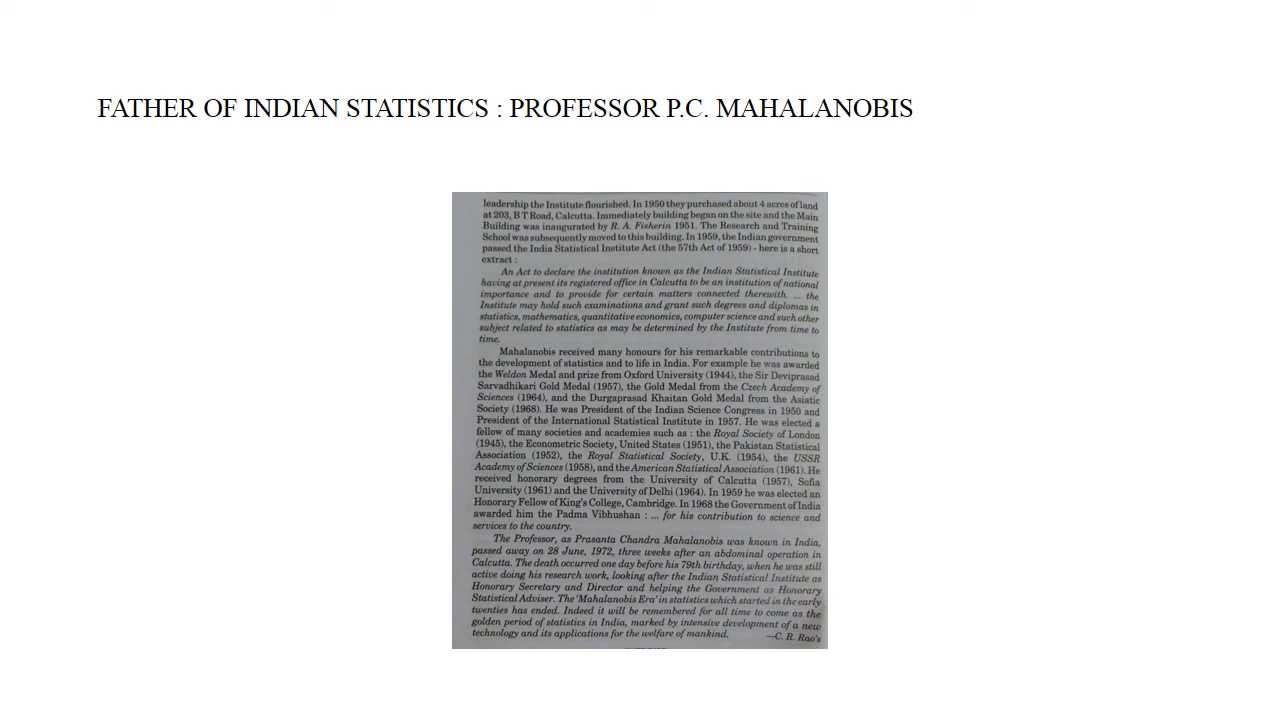 FATHER OF INDIAN STATISTICS : PROFESSOR P.C. MAHALANOBIS
leadership the Institute flourished. In 1950 they purchased about 4 acres of land
at 203, B T Road, Calcutta. Immediately building began on the site and the Main
Building was inaugurated by R. A. Fisherin 1951. The Research and Training
School was subsequently moved to this building. In 1959, the Indian government
passed the India Statistical Institute Act (the 57th Act of 1959) - here is a short
extract :
An Act to declare the institution known as the Indian Statistical Institute
having at present its registered office in Calcutta to be an institution of national
importance and to provide for certain matters connected therewith. ... the
Institute may hold such examinations and grant such degrees and diplomas in
statistics, mathematics, quantitative economics, computer science and such other
subject related to statistics as may be determined by the Institute from time to
time.
Mahalanobis received many honours for his remarkable contributions to
the development of statistics and to life in India. For example he was awarded
the Weldon Medal and prize from Oxford University (1944), the Sir Deviprasad
Sarvadhikari Gold Medal (1957), the Gold Medal from the Czech Academy of
Sciences (1964), and the Durgaprasad Khaitan Gold Medal from the Asiatic
Society (1968). He was President of the Indian Science Congress in 1950 and
President of the International Statistical Institute in 1957. He was elected a
fellow of many societies and academies such as : the Royal Society of London
(1945), the Econometric Society, United States (1951), the Pakistan Statistical
Association (1952), the Royal Statistical Society, U.K. (1954), the USSR
Academy of Sciences (1958), and the American Statistical Association (1961). He
received honorary degrees from the University of Calcutta (1957), Sofia
University (1961) and the University of Delhi (1964). In 1959 he was elected an
Honorary Fellow of King's College, Cambridge. In 1968 the Government of India
awarded him the Padma Vibhushan : ... for his contribution to science and
services to the country.
The Professor, as Prasanta Chandra Mahalanobis was known in India,
passed away on 28 June, 1972, three weeks after an abdominal operation in
Calcutta. The death occurred one day before his 79th birthday, when he was still
active doing his research work, looking after the Indian Statistical Institute as
Honorary Secretary and Director and helping the Government as Honorary
Statistical Adviser. The 'Mahalanobis Era' in statistics which started in the early
twenties has ended. Indeed it will be remembered for all time to come as the
golden period of statistics in India, marked by intensive development of a new
technology and its applications for the welfare of mankind. —C. R. Rao's